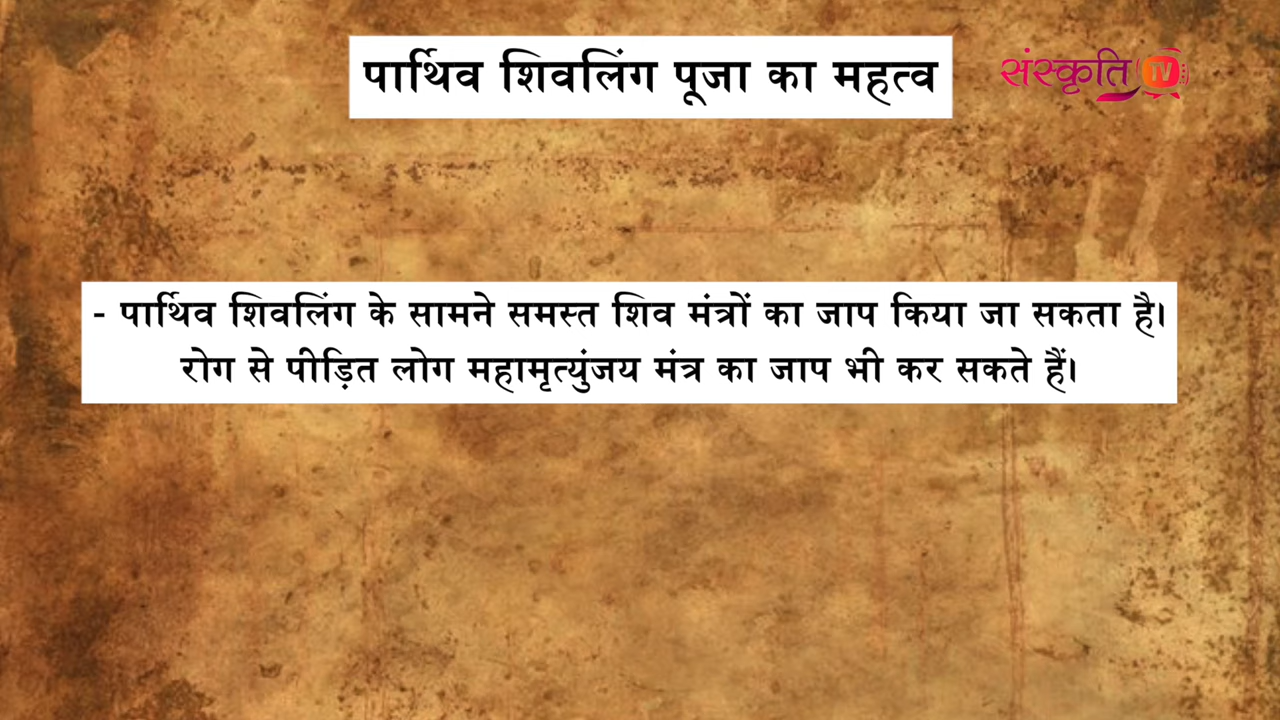 पार्थिव शिवलिंग पूजा का महत्व
संस्कृति TV
- पार्थिव शिवलिंग के सामने समस्त शिव मंत्रों का जाप किया जा सकता है।
रोग से पीड़ित लोग महामृत्युंजय मंत्र का जाप भी कर सकते हैं।